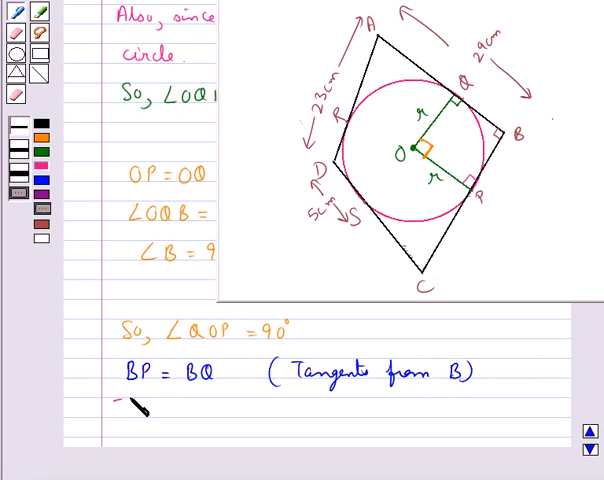 Also, since
circle.
So, ∠OQ
OP = OQ
∠OQB =
∠B = 9
So, ∠QOP = 90°
BP = BQ (Tangents from B)
A
29cm
23cm
Q
R
r
B
O
D
r
P
5cm
S
C